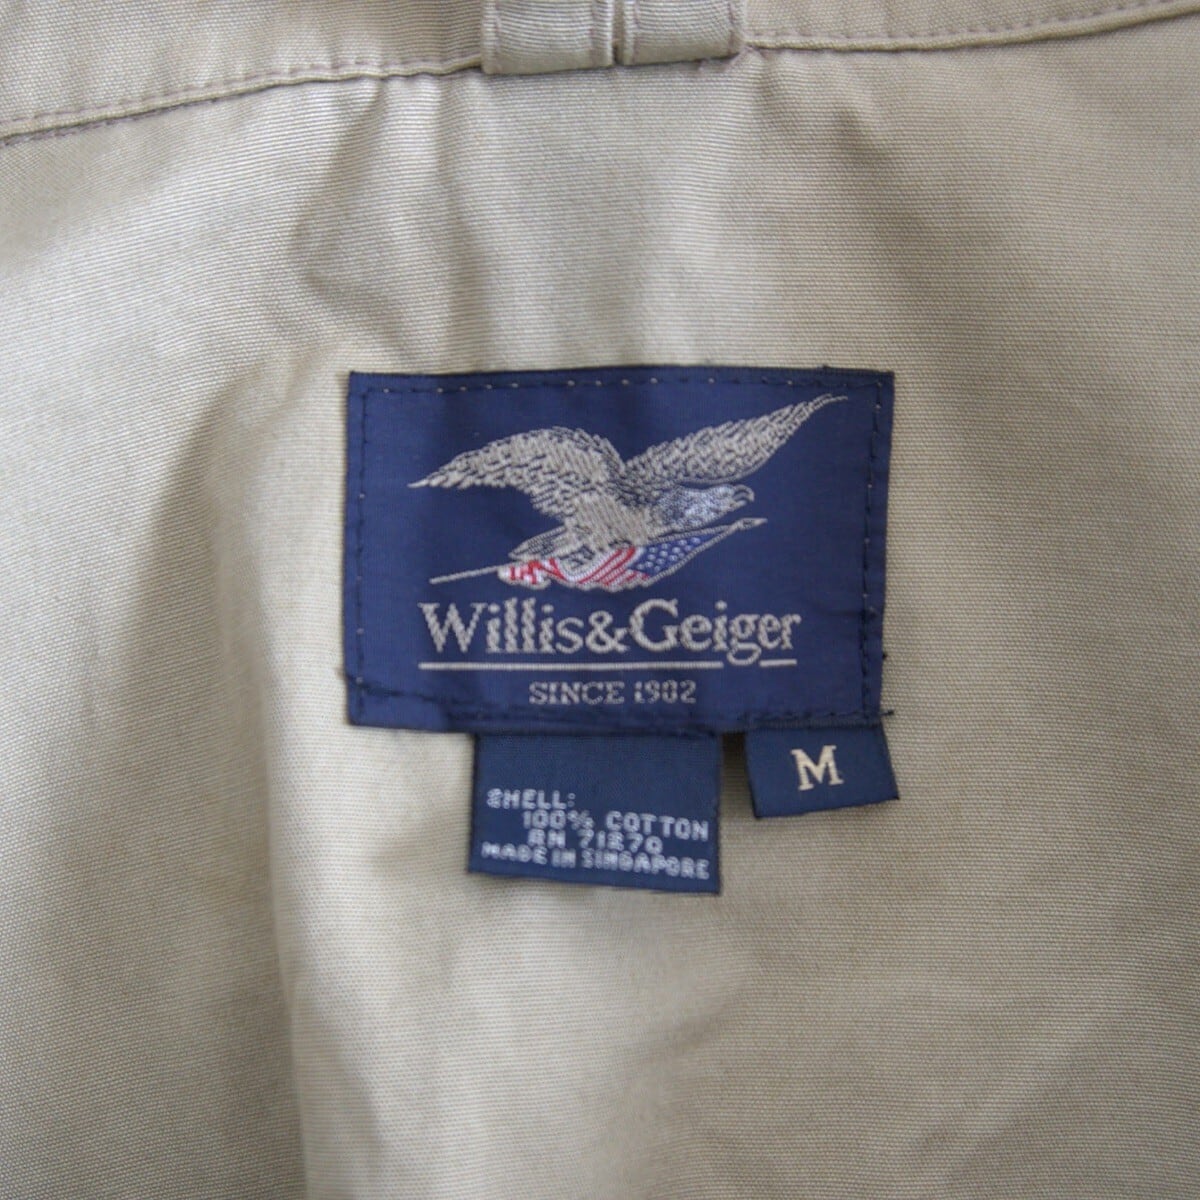 Willis&Geiger
SINCE 1902
M
SHELL:
100% COTTON
RN 71270
MADE IN SINGAPORE